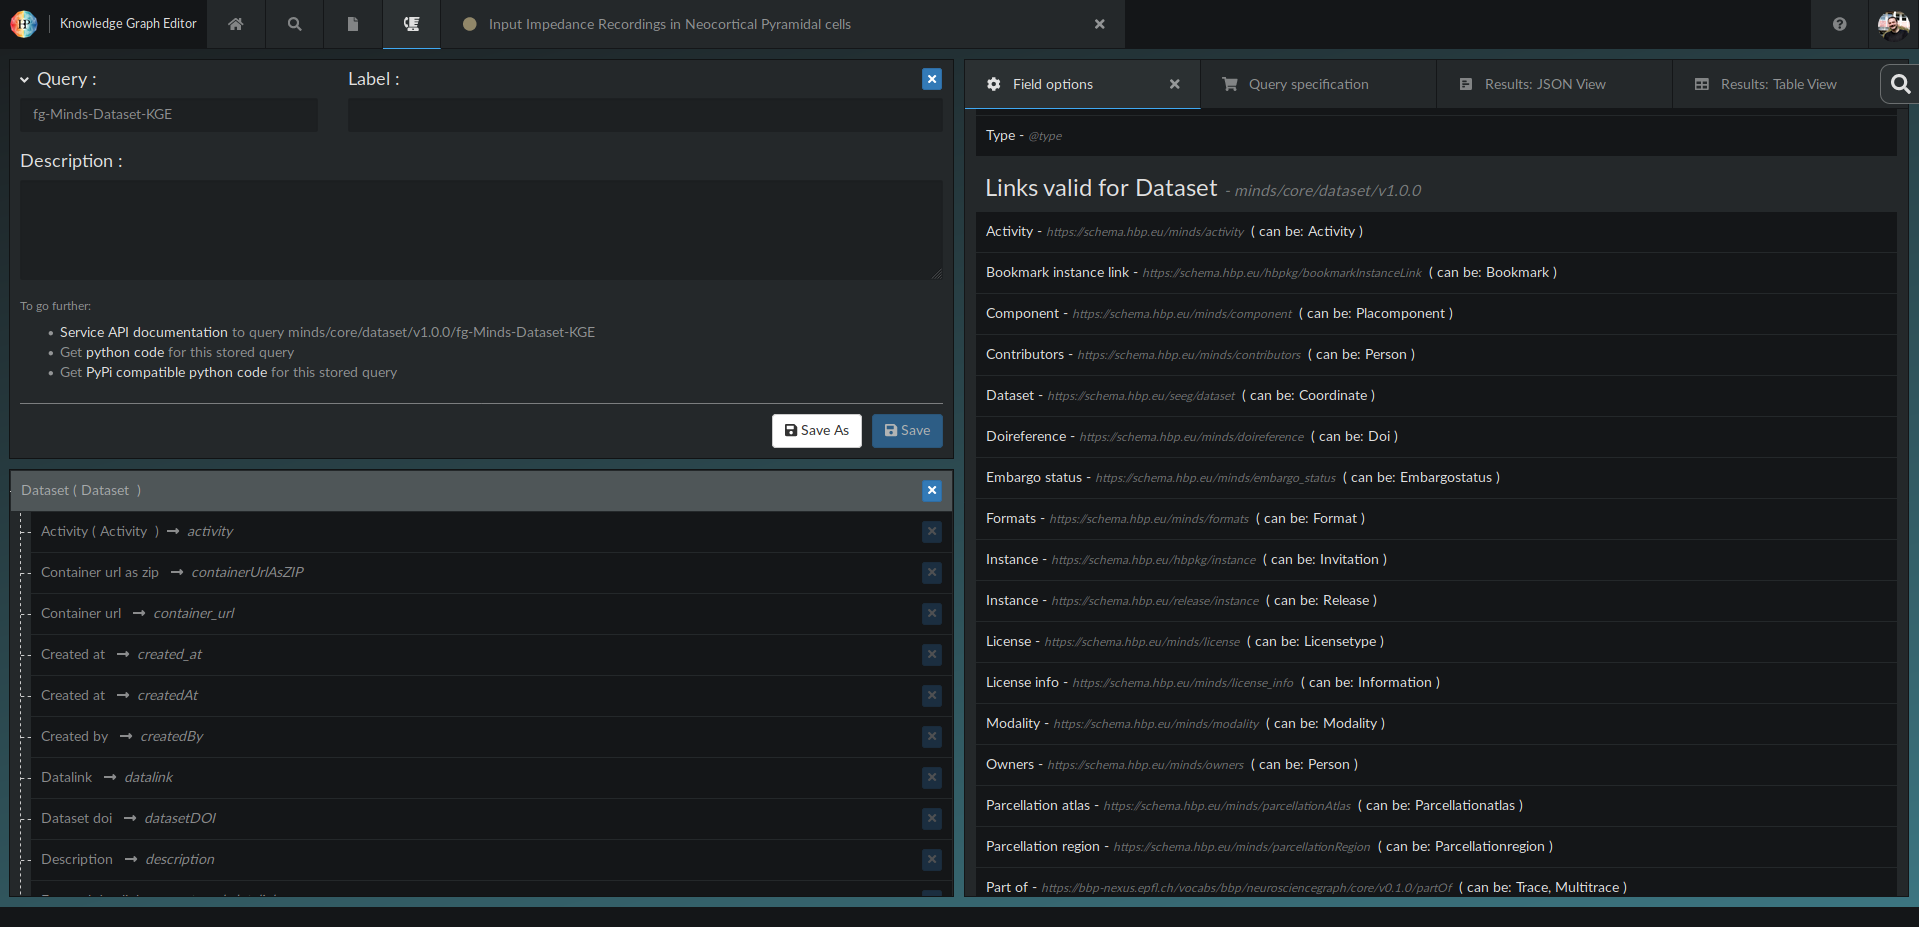 HP Knowledge Graph Editor
Input Impedance Recordings in Neocortical Pyramidal cells
Query :
Label :
fg-Minds-Dataset-KGE
Description :
To go further:
• Service API documentation to query minds/core/dataset/v1.0.0/fg-Minds-Dataset-KGE
• Get python code for this stored query
• Get PyPi compatible python code for this stored query
Save As
Save
Dataset ( Dataset )
Activity ( Activity ) → activity
Container url as zip → containerUrlAsZIP
Container url → container_url
Created at → created_at
Created at → createdAt
Created by → createdBy
Datalink → datalink
Dataset doi → datasetDOI
Description → description
Field options
Query specification
Results: JSON View
Results: Table View
Type - @type
Links valid for Dataset - minds/core/dataset/v1.0.0
Activity - https://schema.hbp.eu/minds/activity ( can be: Activity )
Bookmark instance link - https://schema.hbp.eu/hbpkg/bookmarkInstanceLink ( can be: Bookmark )
Component - https://schema.hbp.eu/minds/component ( can be: Placomponent )
Contributors - https://schema.hbp.eu/minds/contributors ( can be: Person )
Dataset - https://schema.hbp.eu/seeg/dataset ( can be: Coordinate )
Doireference - https://schema.hbp.eu/minds/doireference ( can be: Doi )
Embargo status - https://schema.hbp.eu/minds/embargo_status ( can be: Embargostatus )
Formats - https://schema.hbp.eu/minds/formats ( can be: Format )
Instance - https://schema.hbp.eu/hbpkg/instance ( can be: Invitation )
Instance - https://schema.hbp.eu/release/instance ( can be: Release )
License - https://schema.hbp.eu/minds/license ( can be: Licensetype )
License info - https://schema.hbp.eu/minds/license_info ( can be: Information )
Modality - https://schema.hbp.eu/minds/modality ( can be: Modality )
Owners - https://schema.hbp.eu/minds/owners ( can be: Person )
Parcellation atlas - https://schema.hbp.eu/minds/parcellationAtlas ( can be: Parcellationatlas )
Parcellation region - https://schema.hbp.eu/minds/parcellationRegion ( can be: Parcellationregion )
Part of - https://bbp-nexus.epfl.ch/vocabs/bbp/neurosciencegraph/core/v0.1.0/partOf ( can be: Trace, Multitrace )